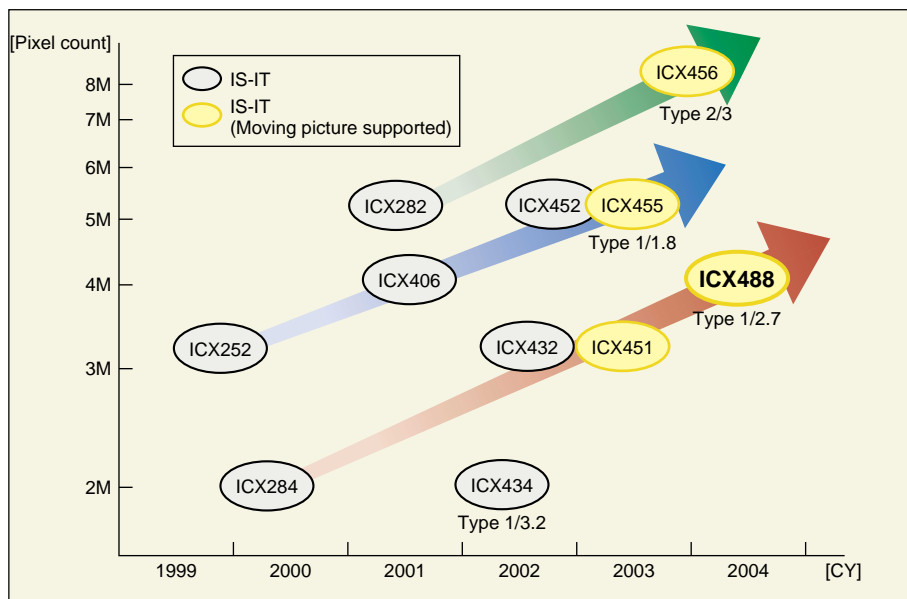 [Pixel count]
IS-IT
IS-IT
(Moving picture supported)
8M
7M
6M
5M
4M
3M
2M
ICX456
Type 2/3
ICX282
ICX452
ICX455
Type 1/1.8
ICX406
ICX488
Type 1/2.7
ICX252
ICX432
ICX451
ICX284
ICX434
Type 1/3.2
1999
2000
2001
2002
2003
2004
[CY]